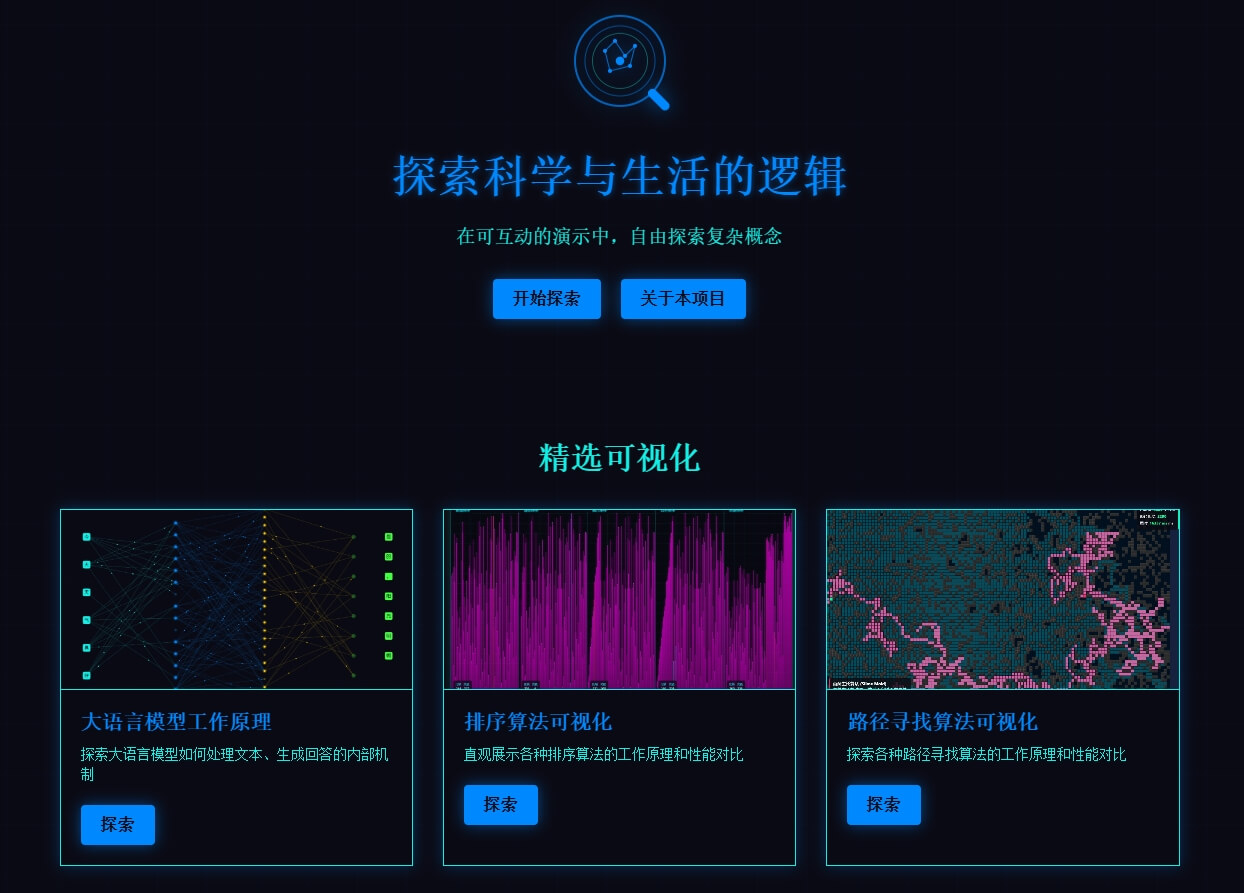 探索科学与生活的逻辑
在可互动的演示中，自由探索复杂概念
开始探索
关于本项目
精选可视化
大语言模型工作原理
探索大语言模型如何处理文本、生成回答的内部机
制
探索
排序算法可视化
直观展示各种排序算法的工作原理和性能对比
探索
路径寻找算法可视化
探索各种路径寻找算法的工作原理和性能对比
探索